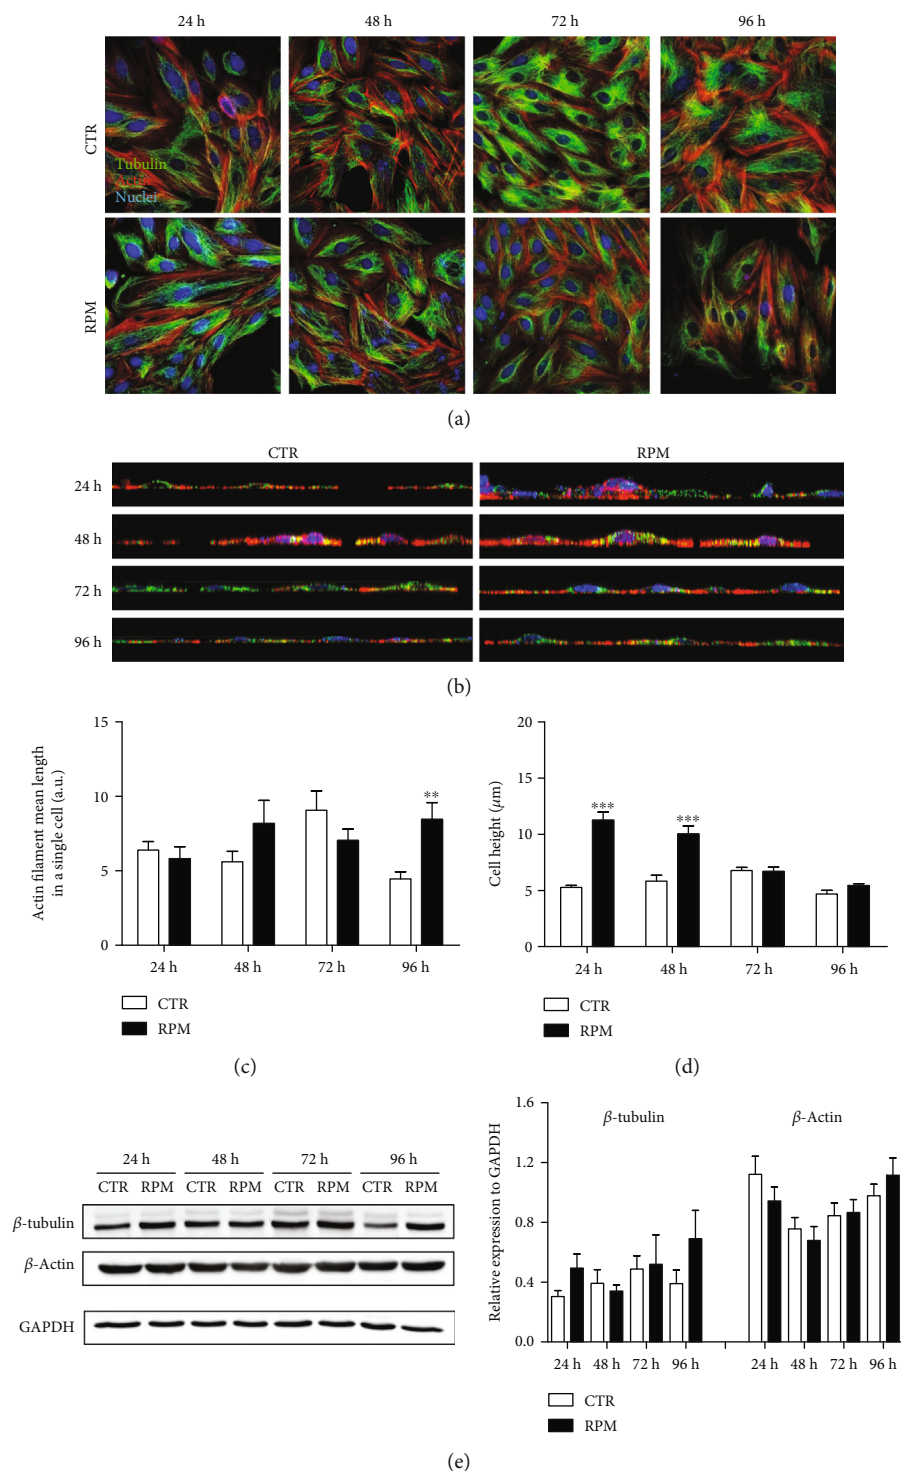 24 h 48 h 72 h 96 h
CTR
Tubulin
Actin
Nuclei
RPM
(a)
CTR RPM
24 h
48 h
72 h
96 h
(b)
Actin filament mean length
in a single cell (a.u.)
15
10
5
0
**
24 h 48 h 72 h 96 h
CTR
RPM
(c)
Cell height (μm)
20
15
10
5
0
*** ***
24 h 48 h 72 h 96 h
CTR
RPM
(d)
24 h 48 h 72 h 96 h
CTR RPM CTR RPM CTR RPM CTR RPM
β-tubulin
β-Actin
GAPDH
Relative expression to GAPDH
1.6
1.2
0.8
0.4
0.0
β-tubulin β-Actin
24 h 48 h 72 h 96 h 24 h 48 h 72 h 96 h
CTR
RPM
(e)